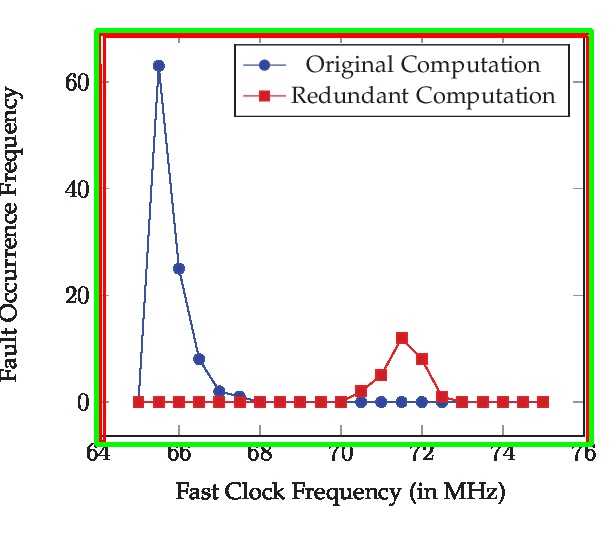 Original Computation
Redundant Computation
60
40
20
0
64 66 68 70 72 74 76
Fault Occurrence Frequency
Fast Clock Frequency (in MHz)